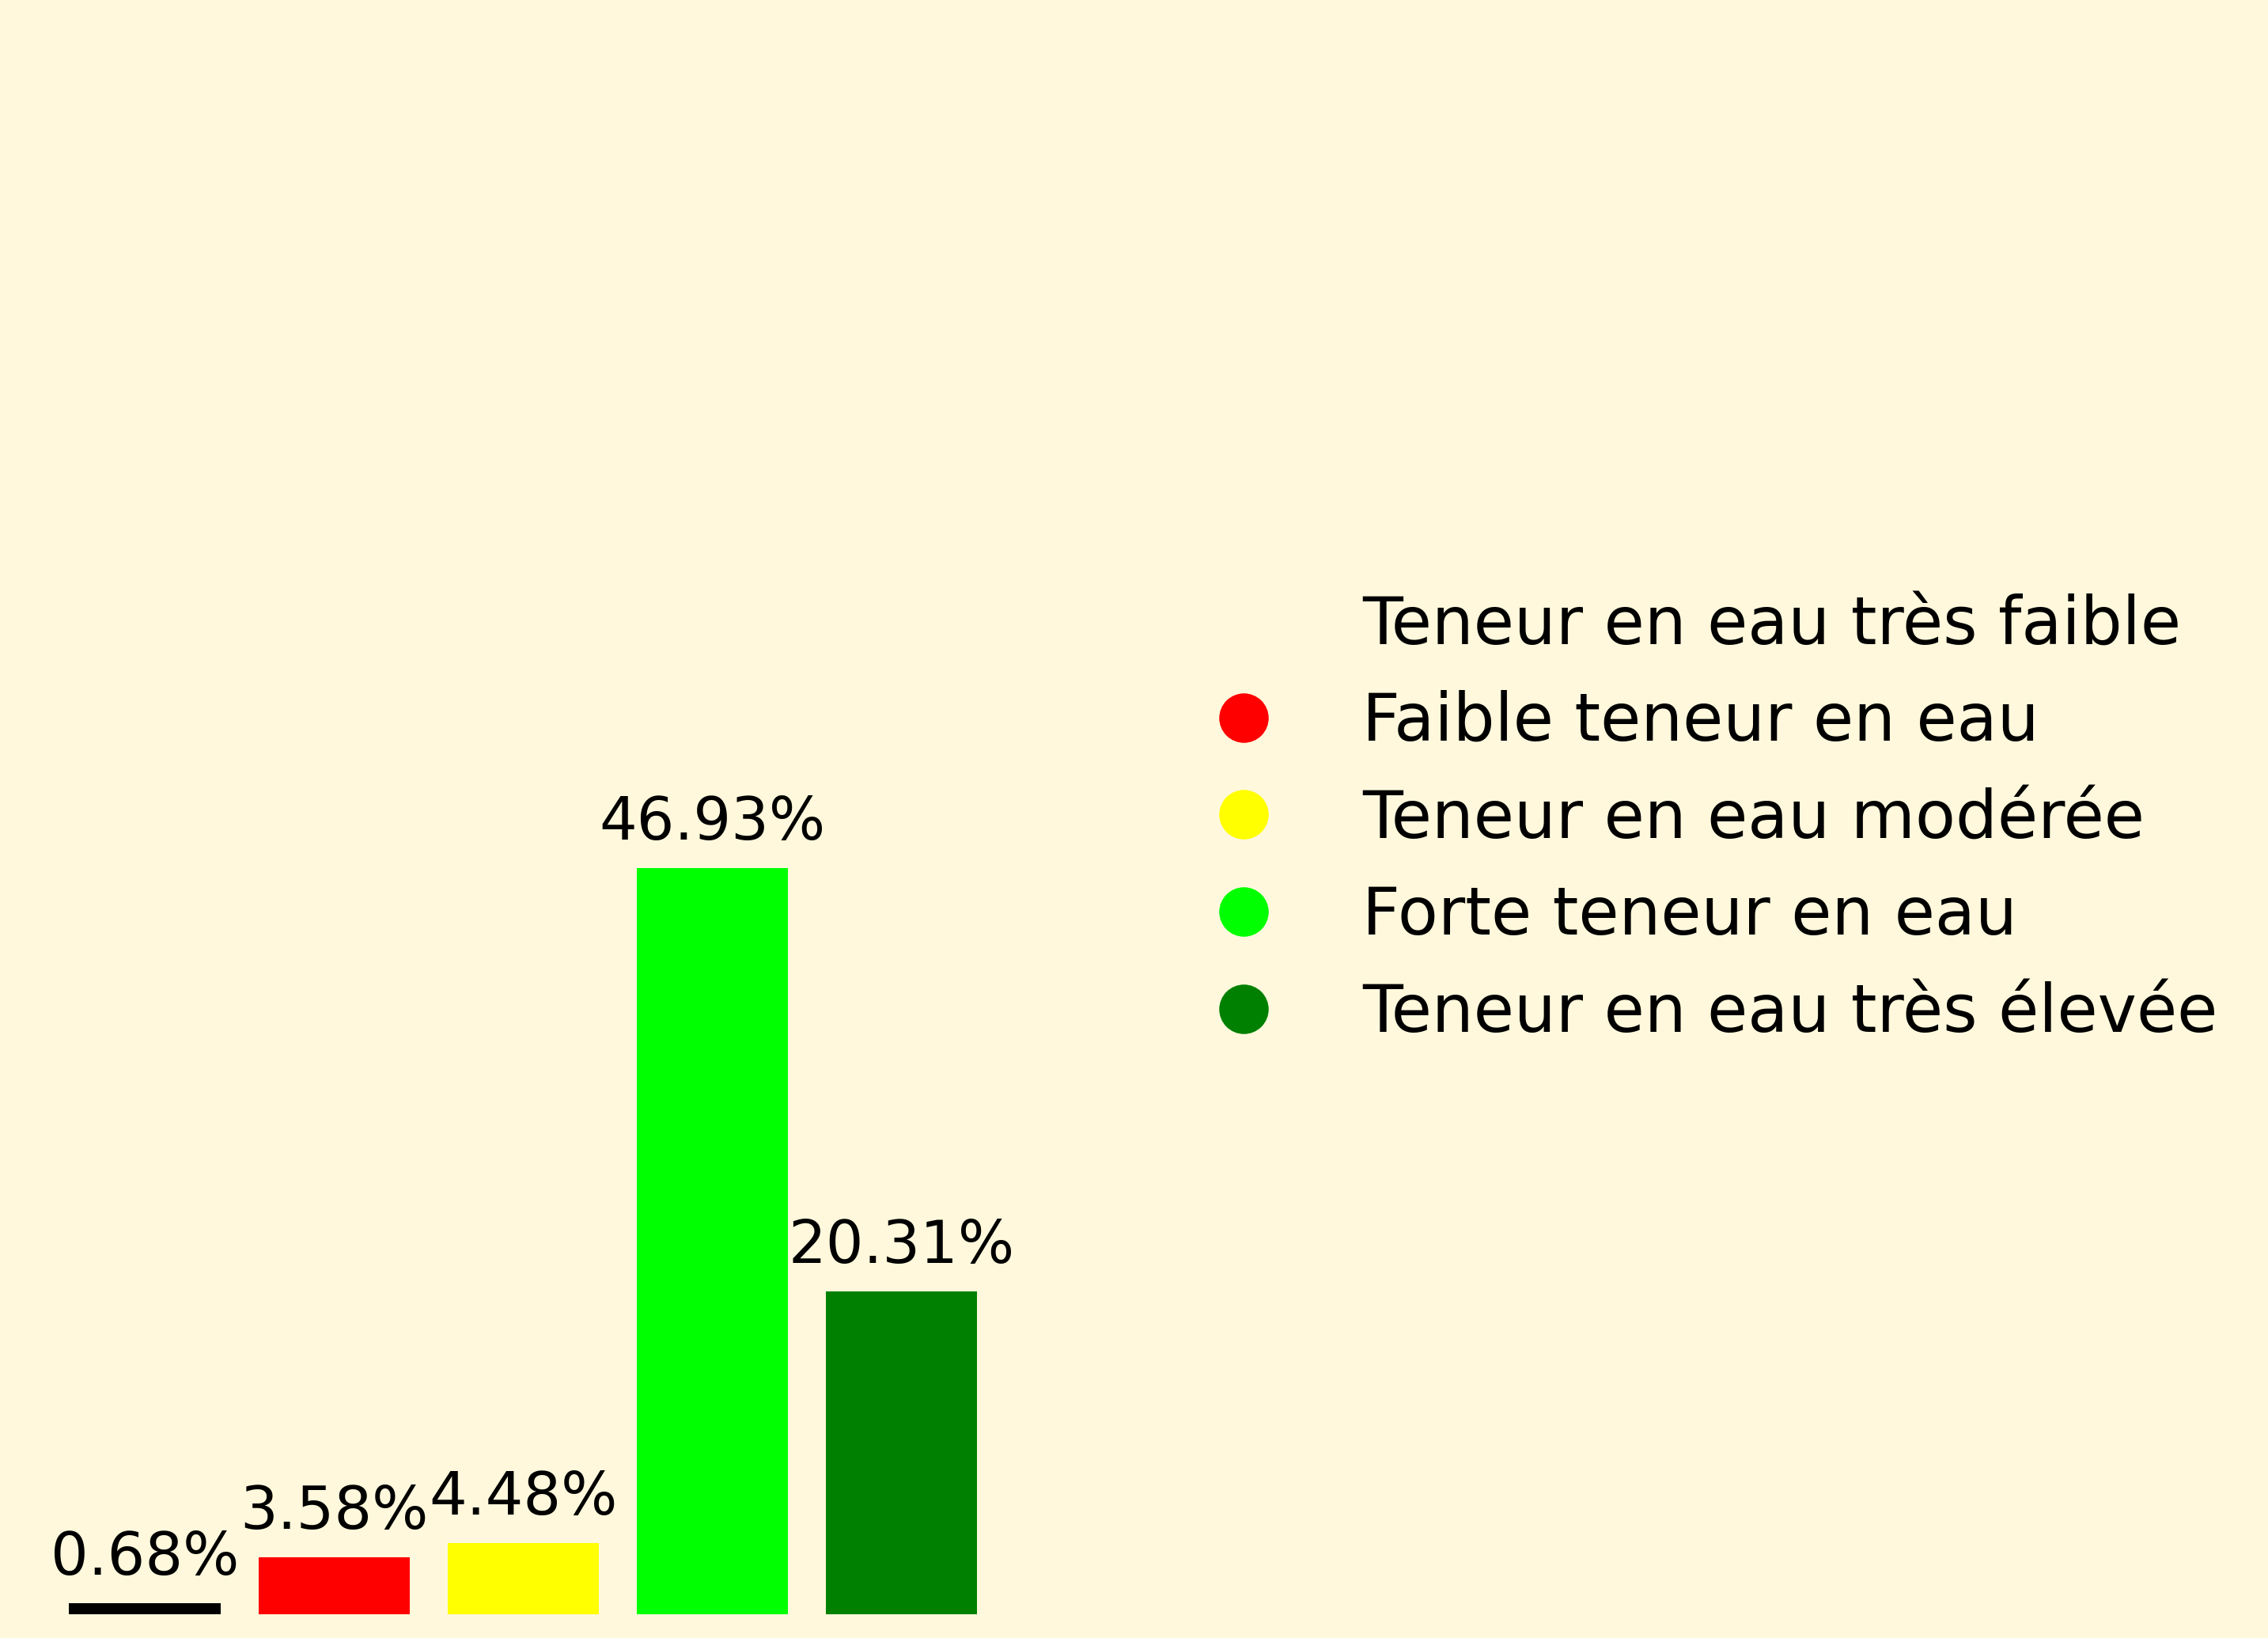 Teneur en eau très faible
Faible teneur en eau
Teneur en eau modérée
Forte teneur en eau
Teneur en eau très élevée
46.93%
20.31%
4.48%
3.58%
0.68%